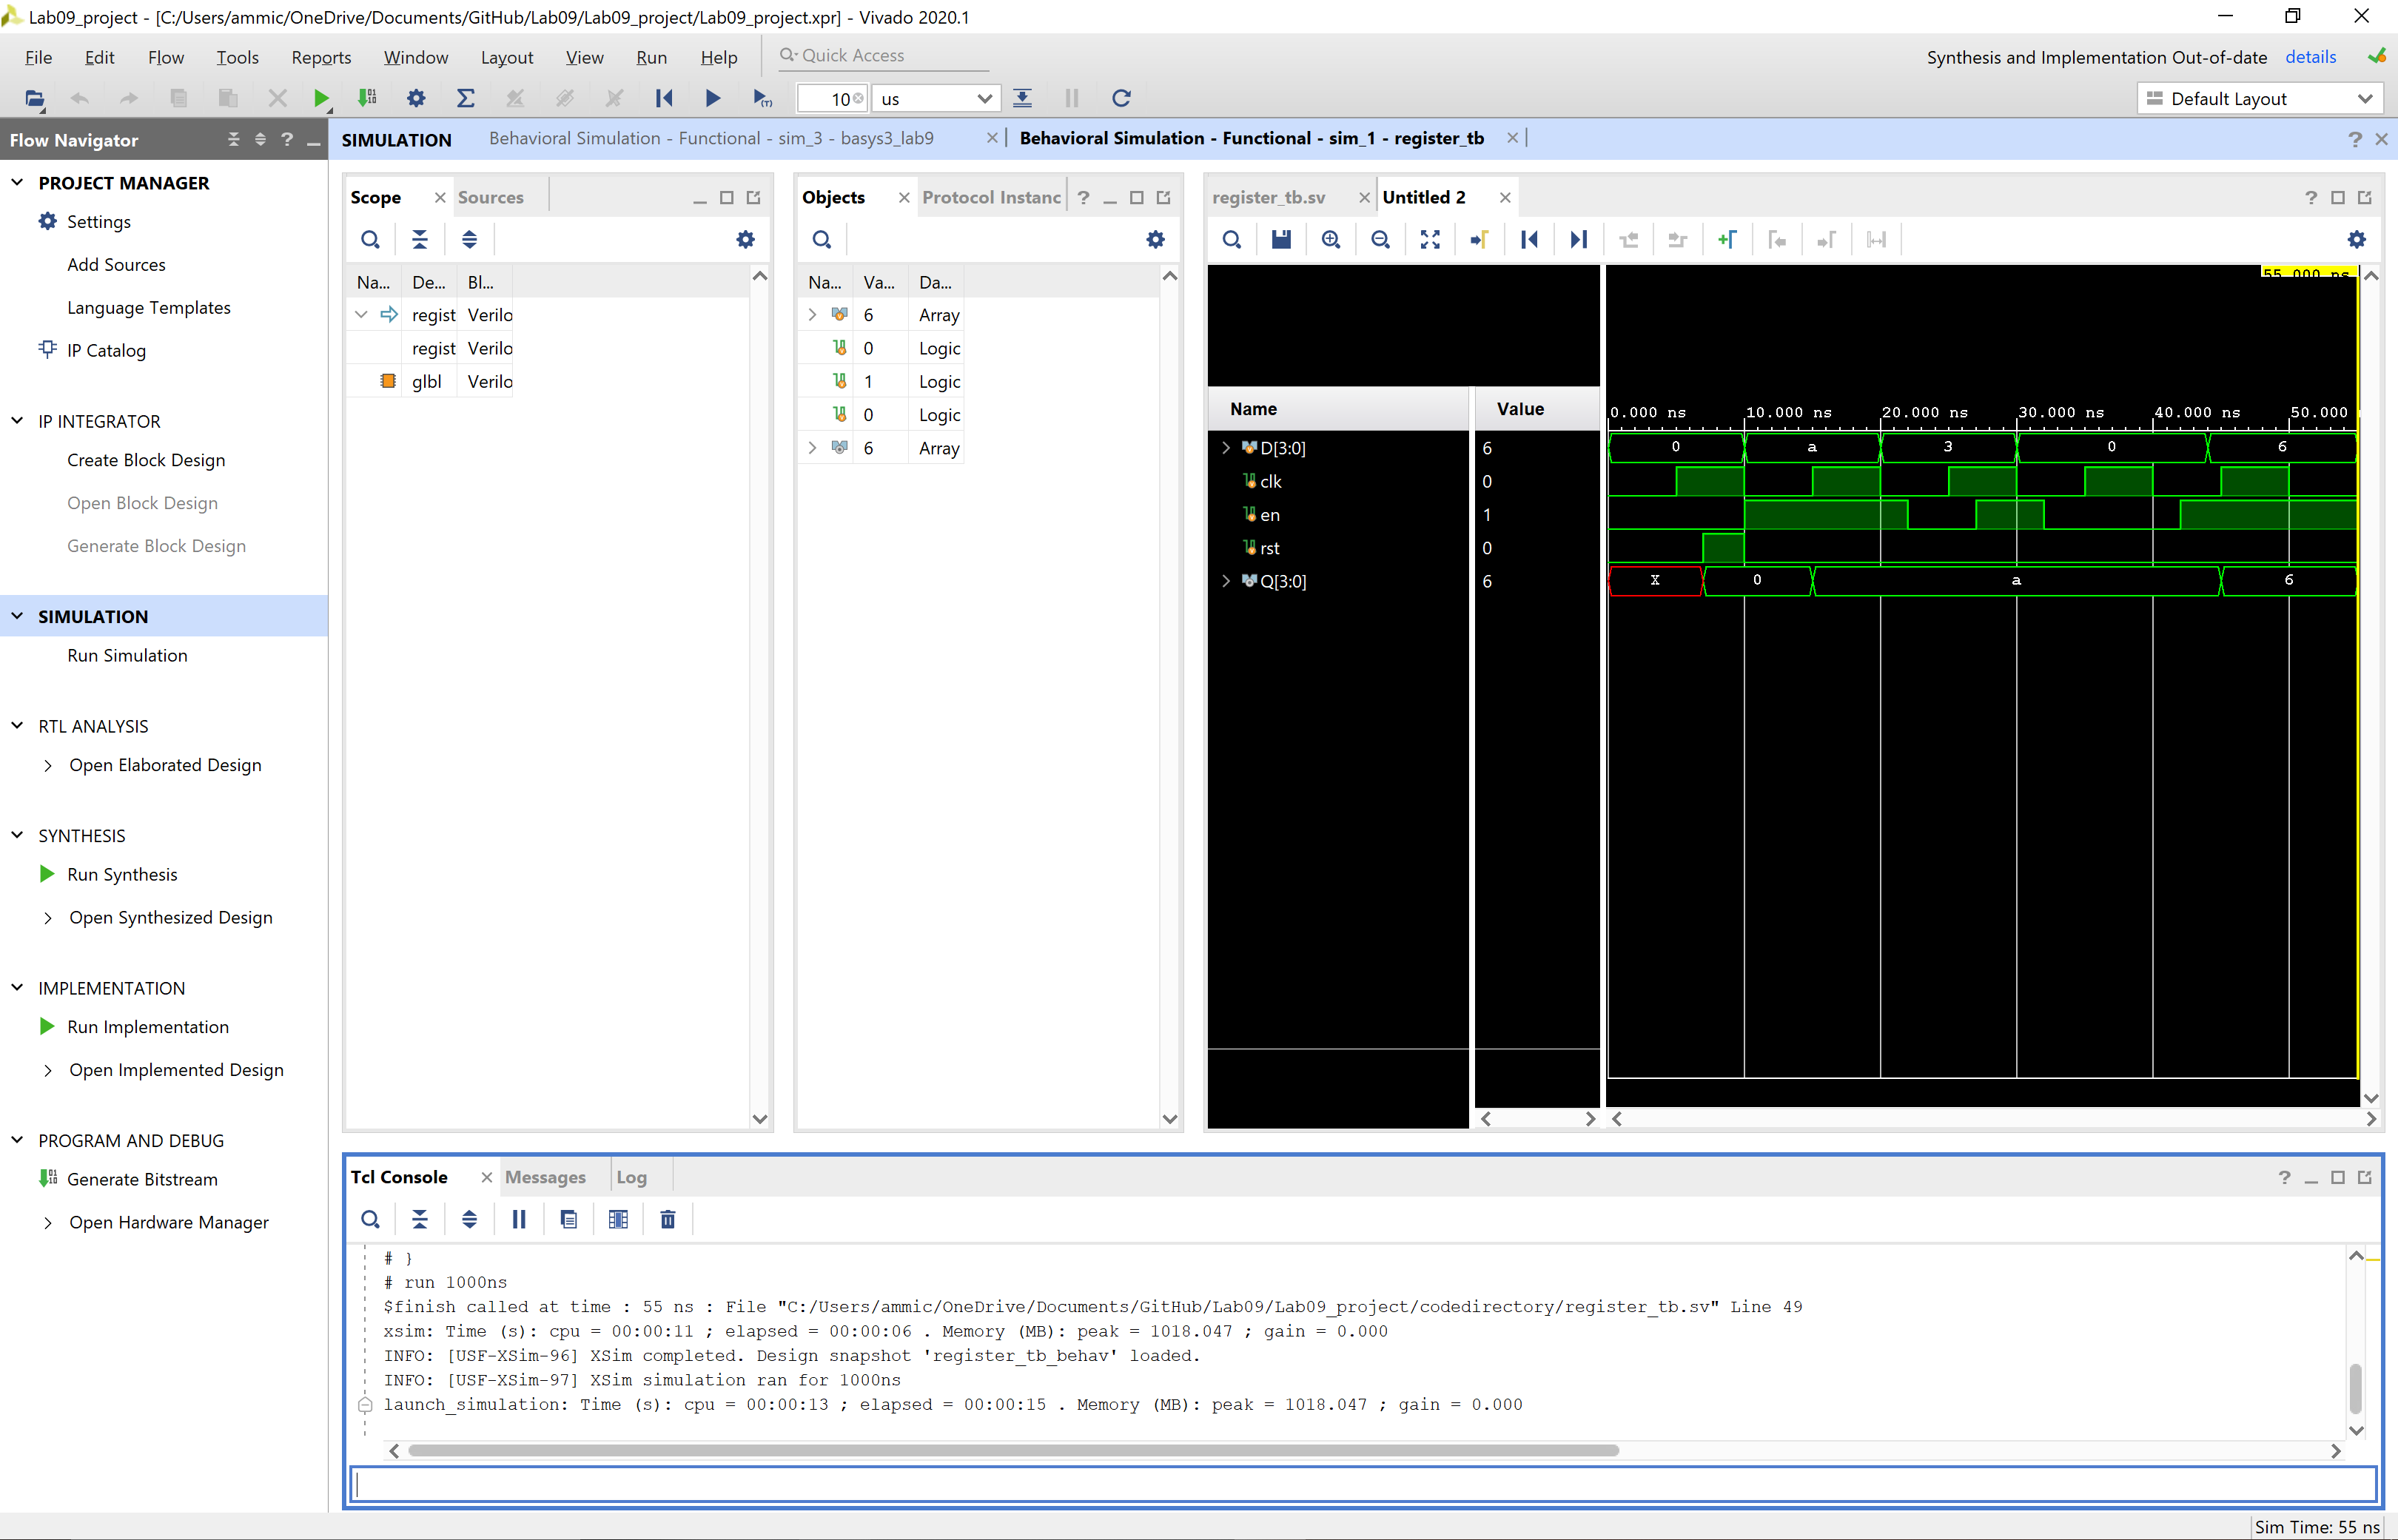 Lab09_project - [C:/Users/ammic/OneDrive/Documents/GitHub/Lab09/Lab09_project/Lab09_project.xpr] - Vivado 2020.1
File Edit Flow Tools Reports Window Layout View Run Help Quick Access
Synthesis and Implementation Out-of-date details
10 us
Default Layout
Flow Navigator
PROJECT MANAGER
Settings
Add Sources
Language Templates
IP Catalog
IP INTEGRATOR
Create Block Design
Open Block Design
Generate Block Design
SIMULATION
Run Simulation
RTL ANALYSIS
Open Elaborated Design
SYNTHESIS
Run Synthesis
Open Synthesized Design
IMPLEMENTATION
Run Implementation
Open Implemented Design
PROGRAM AND DEBUG
Generate Bitstream
Open Hardware Manager
SIMULATION Behavioral Simulation - Functional - sim_3 - basys3_lab9 Behavioral Simulation - Functional - sim_1 - register_tb
Scope Sources
Na... De... Bl...
regist Verilo
regist Verilo
glbl Verilo
Objects Protocol Instanc
Na... Va... Da...
6 Array
0 Logic
1 Logic
0 Logic
6 Array
register_tb.sv Untitled 2
55.000 ns
Name Value
0.000 ns 10.000 ns 20.000 ns 30.000 ns 40.000 ns 50.000
D[3:0] 6 0 a 3 0 6
clk 0
en 1
rst 0
Q[3:0] 6 X 0 a 6
Tcl Console Messages Log
# }
# run 1000ns
$finish called at time : 55 ns : File "C:/Users/ammic/OneDrive/Documents/GitHub/Lab09/Lab09_project/codedirectory/register_tb.sv" Line 49
xsim: Time (s): cpu = 00:00:11 ; elapsed = 00:00:06 . Memory (MB): peak = 1018.047 ; gain = 0.000
INFO: [USF-XSim-96] XSim completed. Design snapshot 'register_tb_behav' loaded.
INFO: [USF-XSim-97] XSim simulation ran for 1000ns
launch_simulation: Time (s): cpu = 00:00:13 ; elapsed = 00:00:15 . Memory (MB): peak = 1018.047 ; gain = 0.000
Sim Time: 55 ns